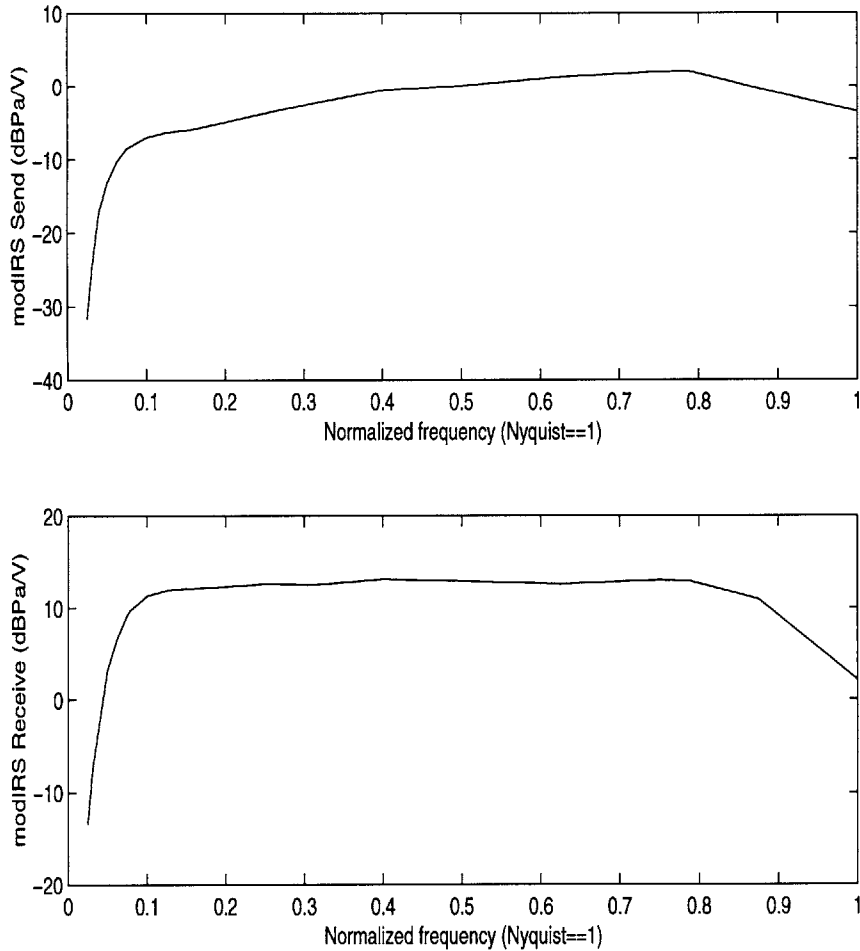 10
0
−10
−20
−30
−40
modIRS Send (dBPa/V)
0 0.1 0.2 0.3 0.4 0.5 0.6 0.7 0.8 0.9 1
Normalized frequency (Nyquist==1)
20
10
0
−10
−20
modIRS Receive (dBPa/V)
0 0.1 0.2 0.3 0.4 0.5 0.6 0.7 0.8 0.9 1
Normalized frequency (Nyquist==1)